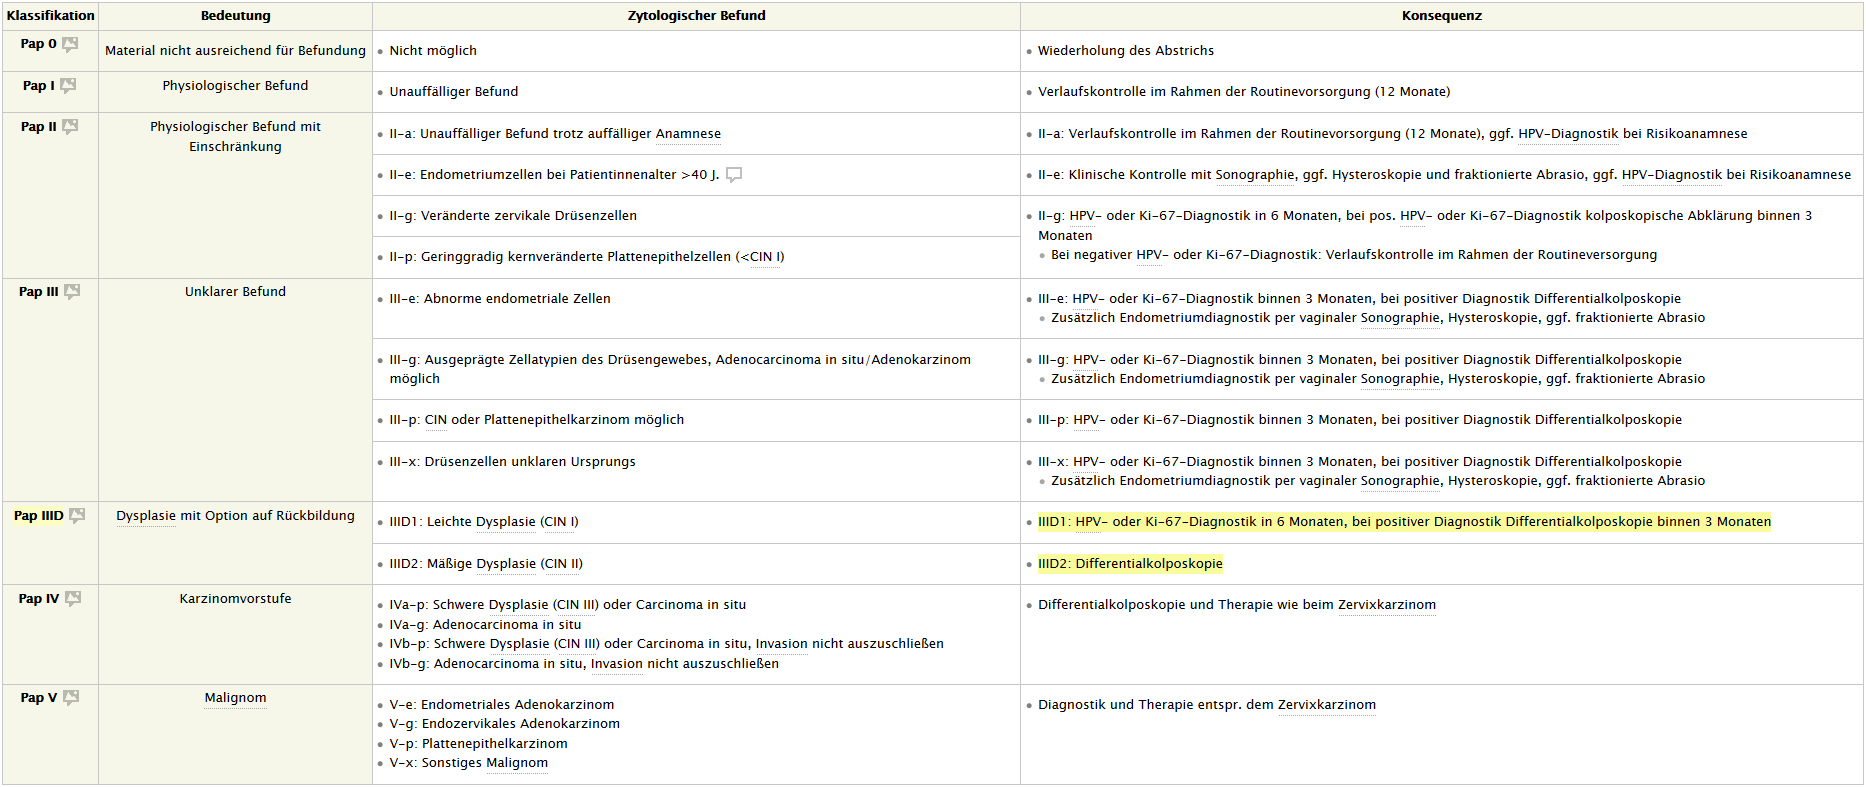 Klassifikation Bedeutung Zytologischer Befund Konsequenz
Pap 0
Material nicht ausreichend für Befundung
Nicht möglich
Wiederholung des Abstrichs
Pap I
Physiologischer Befund
Unauffälliger Befund
Verlaufskontrolle im Rahmen der Routinevorsorgung (12 Monate)
Pap II
Physiologischer Befund mit
Einschränkung
II-a: Unauffälliger Befund trotz auffälliger Anamnese
II-a: Verlaufskontrolle im Rahmen der Routinevorsorgung (12 Monate), ggf. HPV-Diagnostik bei Risikoanamnese
II-e: Endometriumzellen bei Patientinnenalter >40 J.
II-e: Klinische Kontrolle mit Sonographie, ggf. Hysteroskopie und fraktionierte Abrasio, ggf. HPV-Diagnostik bei Risikoanamnese
II-g: Veränderte zervikale Drüsenzellen
II-p: Geringgradig kernveränderte Plattenepithelzellen (<CIN I)
II-g: HPV- oder Ki-67-Diagnostik in 6 Monaten, bei pos. HPV- oder Ki-67-Diagnostik kolposkopische Abklärung binnen 3
Monaten
Bei negativer HPV- oder Ki-67-Diagnostik: Verlaufskontrolle im Rahmen der Routineversorgung
Pap III
Unklarer Befund
III-e: Abnorme endometriale Zellen
III-e: HPV- oder Ki-67-Diagnostik binnen 3 Monaten, bei positiver Diagnostik Differentialkolposkopie
Zusätzlich Endometriumdiagnostik per vaginaler Sonographie, Hysteroskopie, ggf. fraktionierte Abrasio
III-g: Ausgeprägte Zellatypien des Drüsengewebes, Adenocarcinoma in situ/Adenokarzinom
möglich
III-g: HPV- oder Ki-67-Diagnostik binnen 3 Monaten, bei positiver Diagnostik Differentialkolposkopie
Zusätzlich Endometriumdiagnostik per vaginaler Sonographie, Hysteroskopie, ggf. fraktionierte Abrasio
III-p: CIN oder Plattenepithelkarzinom möglich
III-p: HPV- oder Ki-67-Diagnostik binnen 3 Monaten, bei positiver Diagnostik Differentialkolposkopie
III-x: Drüsenzellen unklaren Ursprungs
III-x: HPV- oder Ki-67-Diagnostik binnen 3 Monaten, bei positiver Diagnostik Differentialkolposkopie
Zusätzlich Endometriumdiagnostik per vaginaler Sonographie, Hysteroskopie, ggf. fraktionierte Abrasio
Pap IIID
Dysplasie mit Option auf Rückbildung
IIID1: Leichte Dysplasie (CIN I)
IIID1: HPV- oder Ki-67-Diagnostik in 6 Monaten, bei positiver Diagnostik Differentialkolposkopie binnen 3 Monaten
IIID2: Mäßige Dysplasie (CIN II)
IIID2: Differentialkolposkopie
Pap IV
Karzinomvorstufe
IVa-p: Schwere Dysplasie (CIN III) oder Carcinoma in situ
IVa-g: Adenocarcinoma in situ
IVb-p: Schwere Dysplasie (CIN III) oder Carcinoma in situ, Invasion nicht auszuschließen
IVb-g: Adenocarcinoma in situ, Invasion nicht auszuschließen
Differentialkolposkopie und Therapie wie beim Zervixkarzinom
Pap V
Malignom
V-e: Endometriales Adenokarzinom
V-g: Endozervikales Adenokarzinom
V-p: Plattenepithelkarzinom
V-x: Sonstiges Malignom
Diagnostik und Therapie entspr. dem Zervixkarzinom